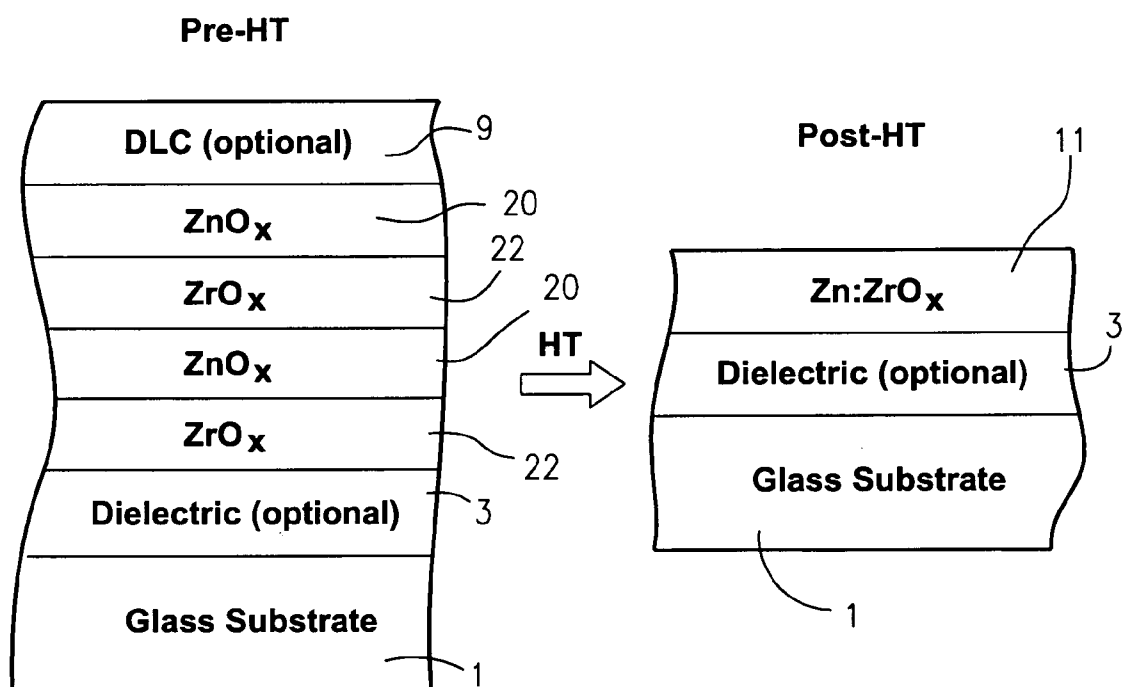 Pre-HT
DLC (optional)
9
ZnOx
20
ZrOx
22
ZnOx
20
ZrOx
22
Dielectric (optional)
3
Glass Substrate
1
HT
Post-HT
11
Zn:ZrOx
Dielectric (optional)
3
Glass Substrate
1